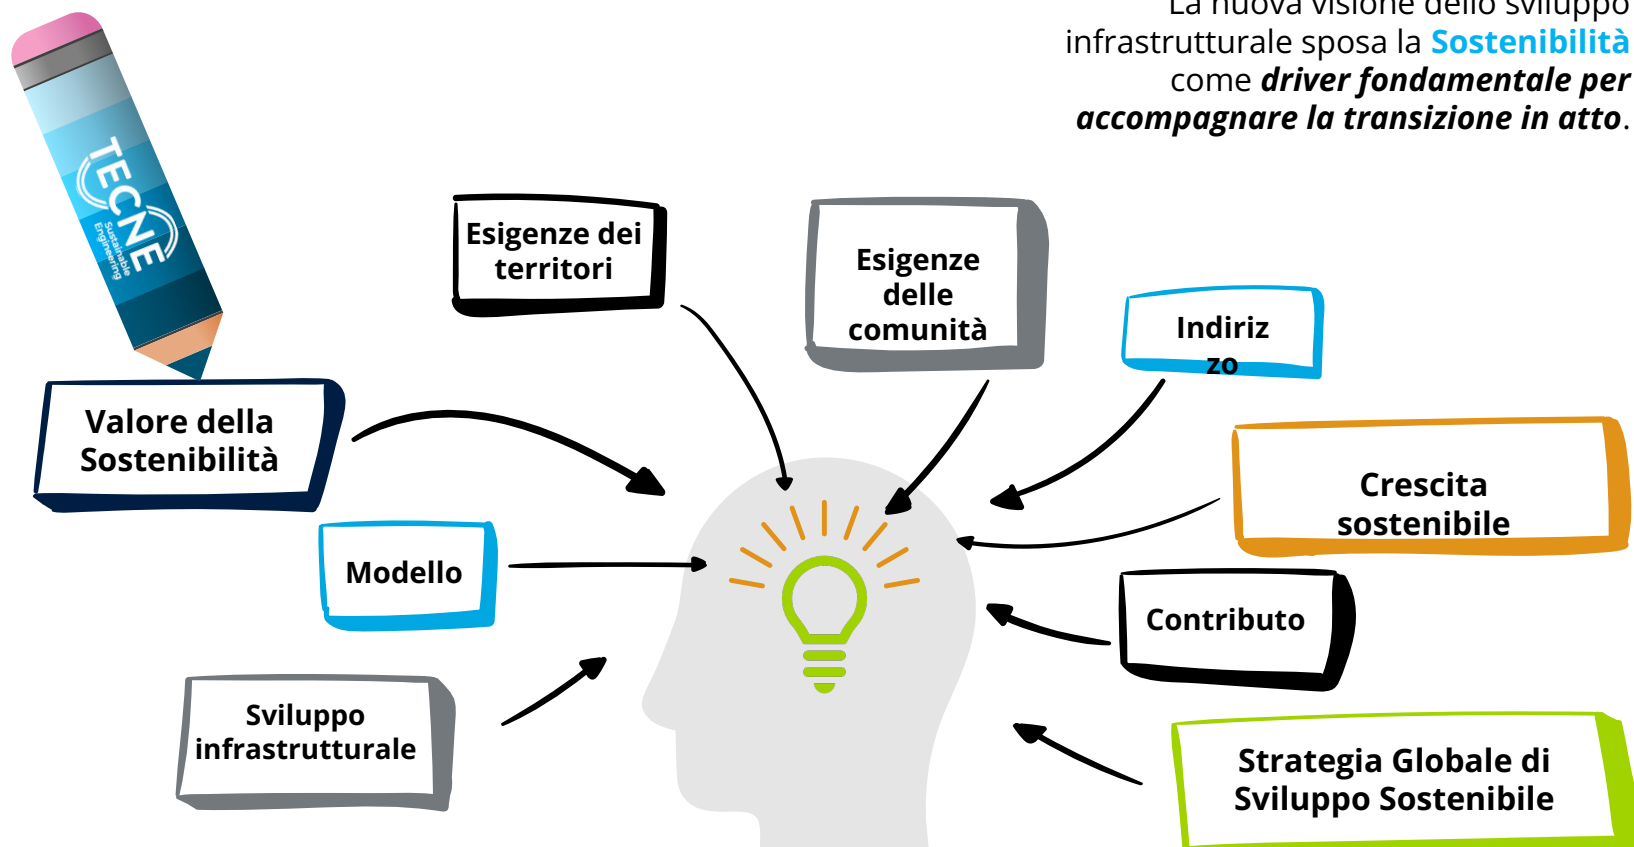 La nuova visione dello sviluppo
infrastrutturale sposa la Sostenibilità
come driver fondamentale per
accompagnare la transizione in atto.
TECNE
Sustainable
Engineering
Esigenze dei
territori
Esigenze
delle
comunità
Indiriz
zo
Valore della
Sostenibilità
Crescita
sostenibile
Modello
Contributo
Sviluppo
infrastrutturale
Strategia Globale di
Sviluppo Sostenibile